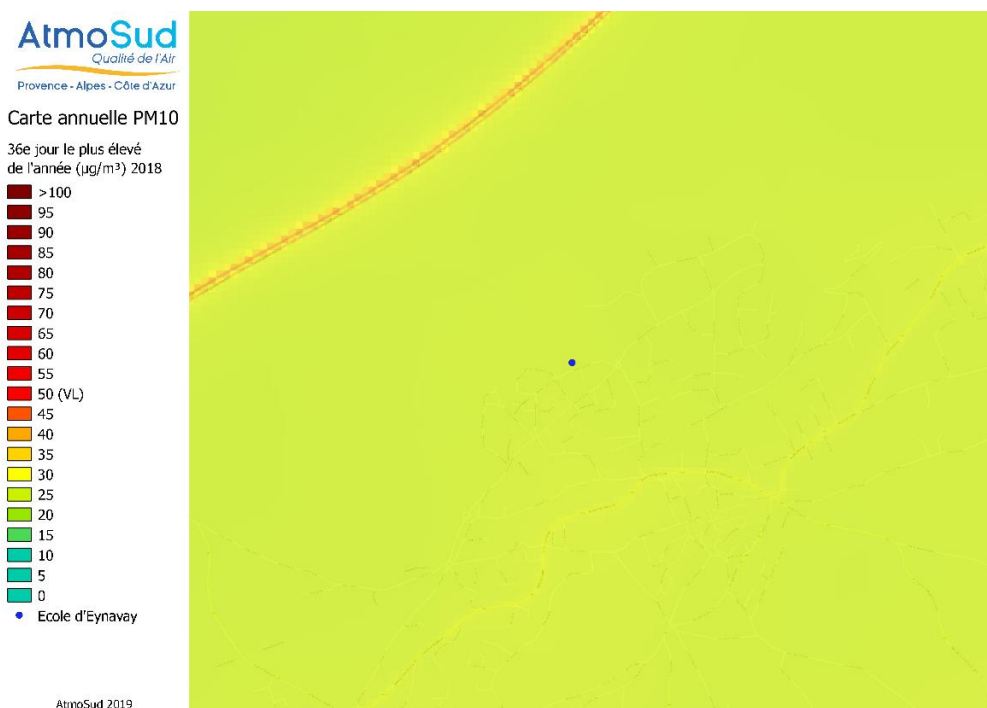 AtmoSud
Qualité de l'Air
Provence - Alpes - Côte d'Azur
Carte annuelle PM10
36e jour le plus élevé
de l'année (µg/m³) 2018
>100
95
90
85
80
75
70
65
60
55
50 (VL)
45
40
35
30
25
20
15
10
5
0
Ecole d'Eynavay
AtmoSud 2019